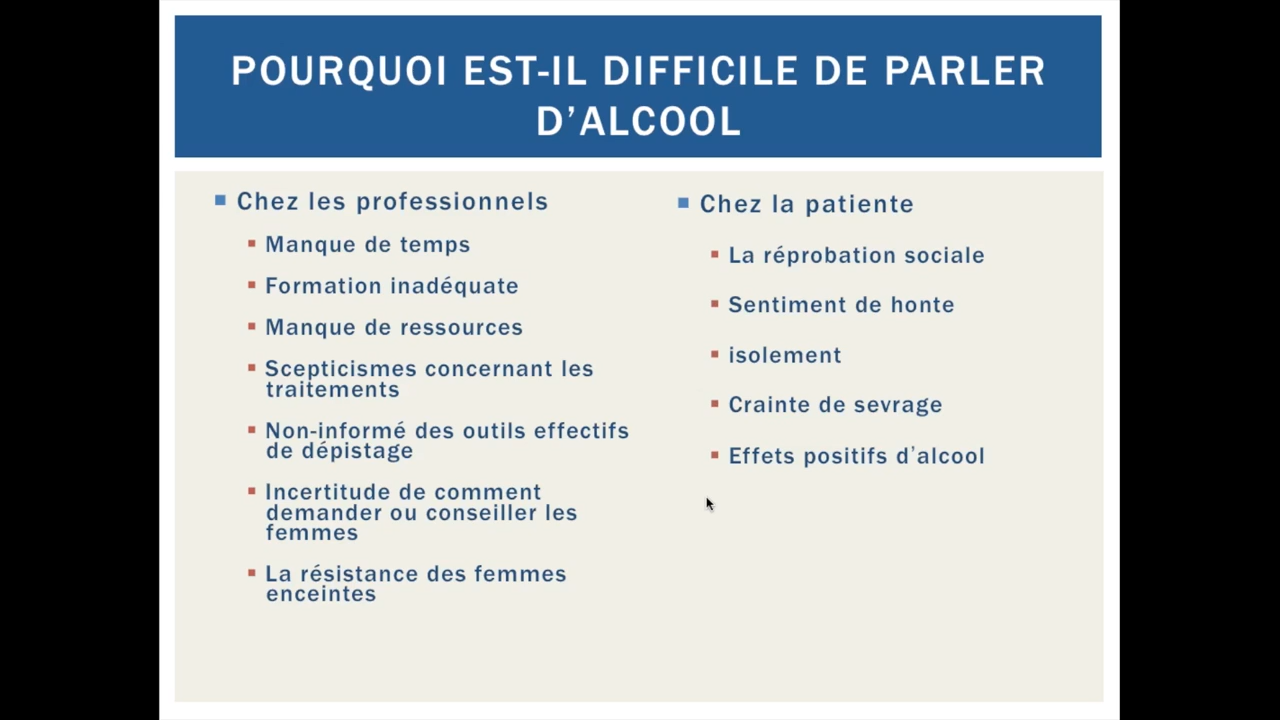 POURQUOI EST-IL DIFFICILE DE PARLER
D’ALCOOL
Chez les professionnels
Manque de temps
Formation inadéquate
Manque de ressources
Scepticismes concernant les
traitements
Non-informé des outils effectifs
de dépistage
Incertitude de comment
demander ou conseiller les
femmes
La résistance des femmes
enceintes
Chez la patiente
La réprobation sociale
Sentiment de honte
isolement
Crainte de sevrage
Effets positifs d’alcool